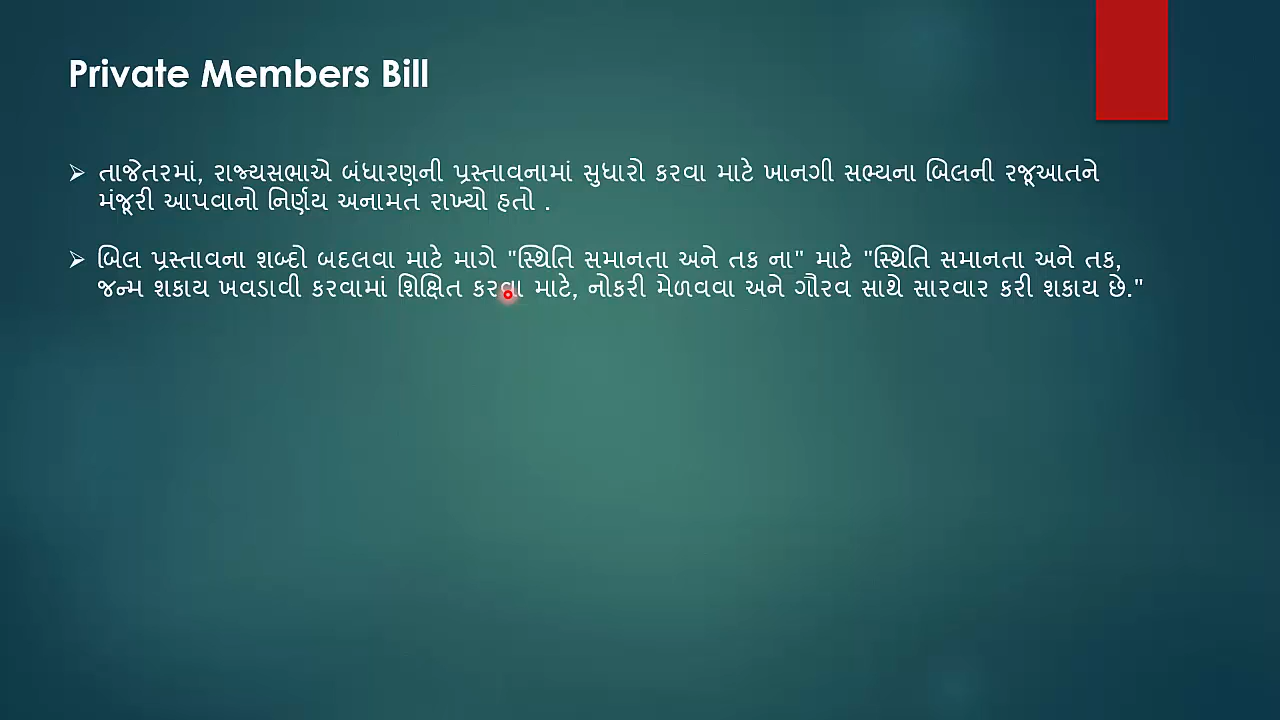 Private Members Bill
તાજેતરમાં, રાજ્યસભાએ બંધારણની પ્રસ્તાવનામાં સુધારો કરવા માટે ખાનગી સભ્યના બિલની રજૂઆતને
મંજૂરી આપવાનો નિર્ણય અનામત રાખ્યો હતો .
બિલ પ્રસ્તાવના શબ્દો બદલવા માટે માગે "સ્થિતિ સમાનતા અને તક ના" માટે "સ્થિતિ સમાનતા અને તક,
જન્મ શકાય ખવડાવી કરવામાં શિક્ષિત કરવા માટે, નોકરી મેળવવા અને ગૌરવ સાથે સારવાર કરી શકાય છે."